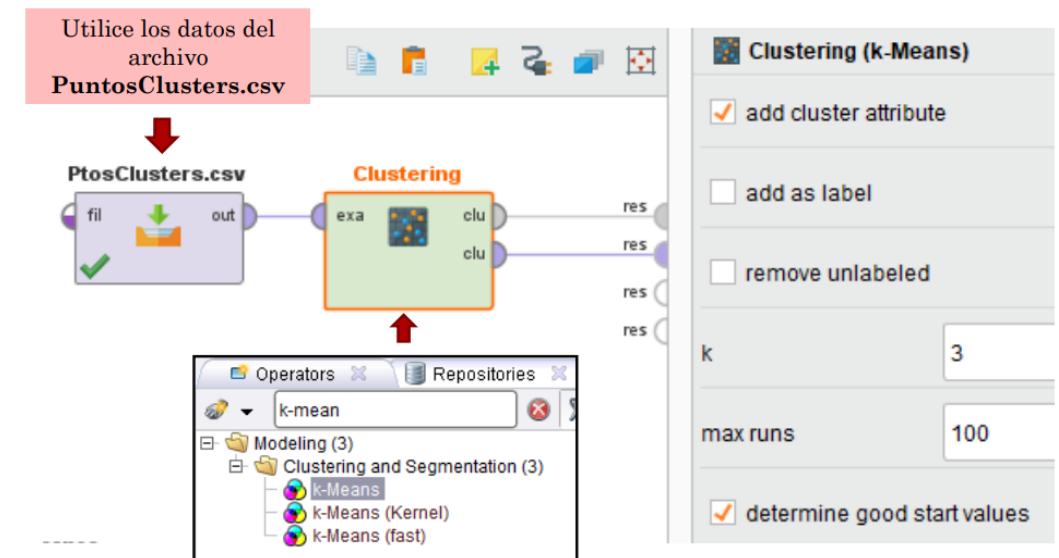 Utilice los datos del
archivo
PuntosClusters.csv
PtosClusters.csv
fil
out
Clustering
exa
clu
clu
res
res
res
res
Operators
Repositories
k-mean
Modeling (3)
Clustering and Segmentation (3)
k-Means
k-Means (Kernel)
k-Means (fast)
Clustering (k-Means)
add cluster attribute
add as label
remove unlabeled
k
3
max runs
100
determine good start values